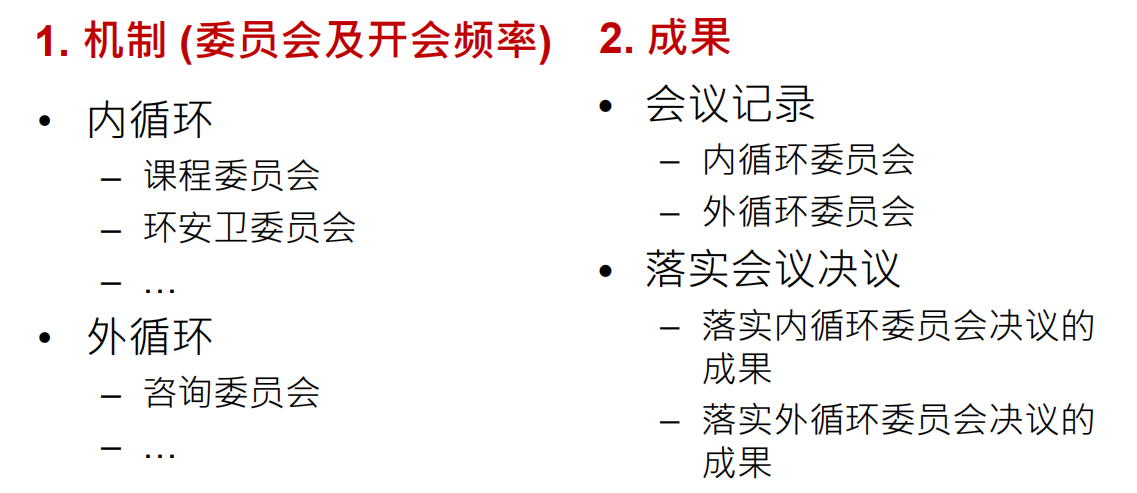 1. 机制 (委员会及开会频率)
• 内循环
– 课程委员会
– 环安卫委员会
– …
• 外循环
– 咨询委员会
– …
2. 成果
• 会议记录
– 内循环委员会
– 外循环委员会
• 落实会议决议
– 落实内循环委员会决议的
成果
– 落实外循环委员会决议的
成果